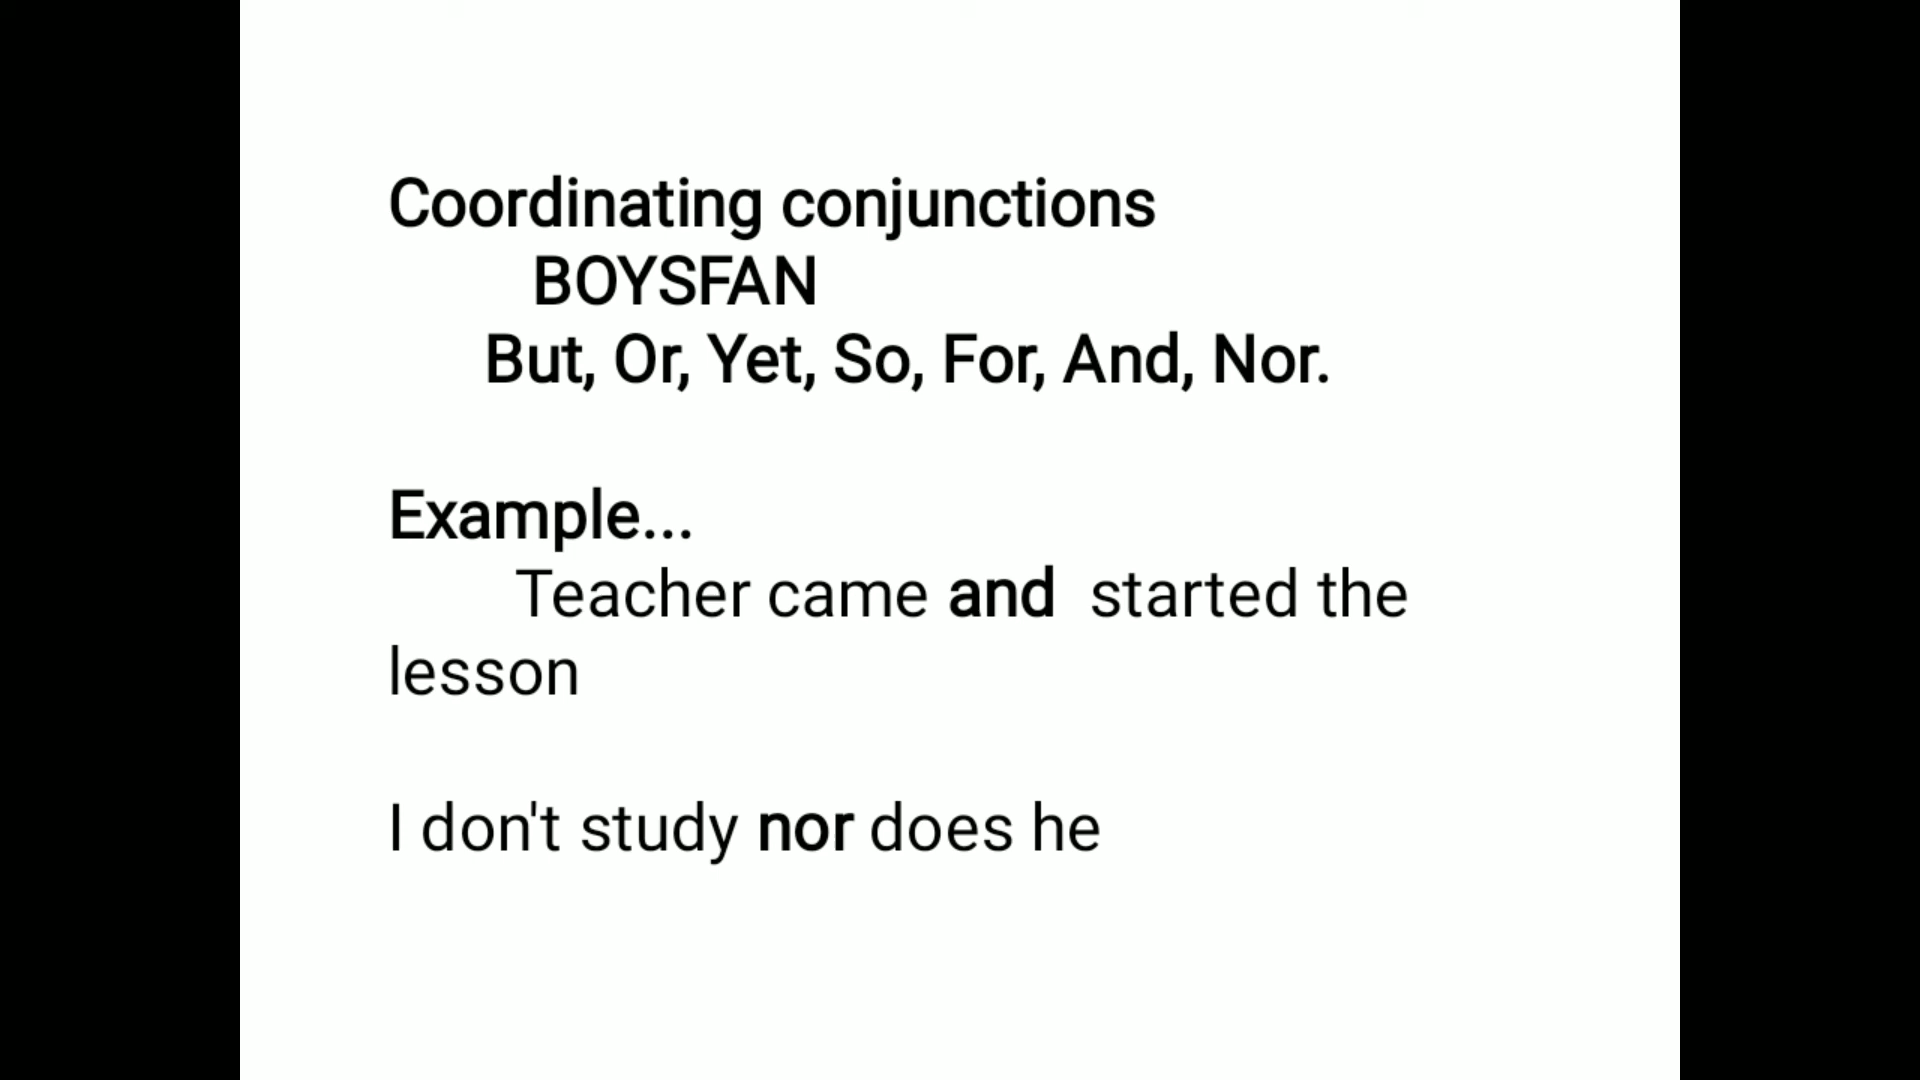 Coordinating conjunctions
BOYSFAN
But, Or, Yet, So, For, And, Nor.
Example...
Teacher came and  started the
lesson
I don't study nor does he